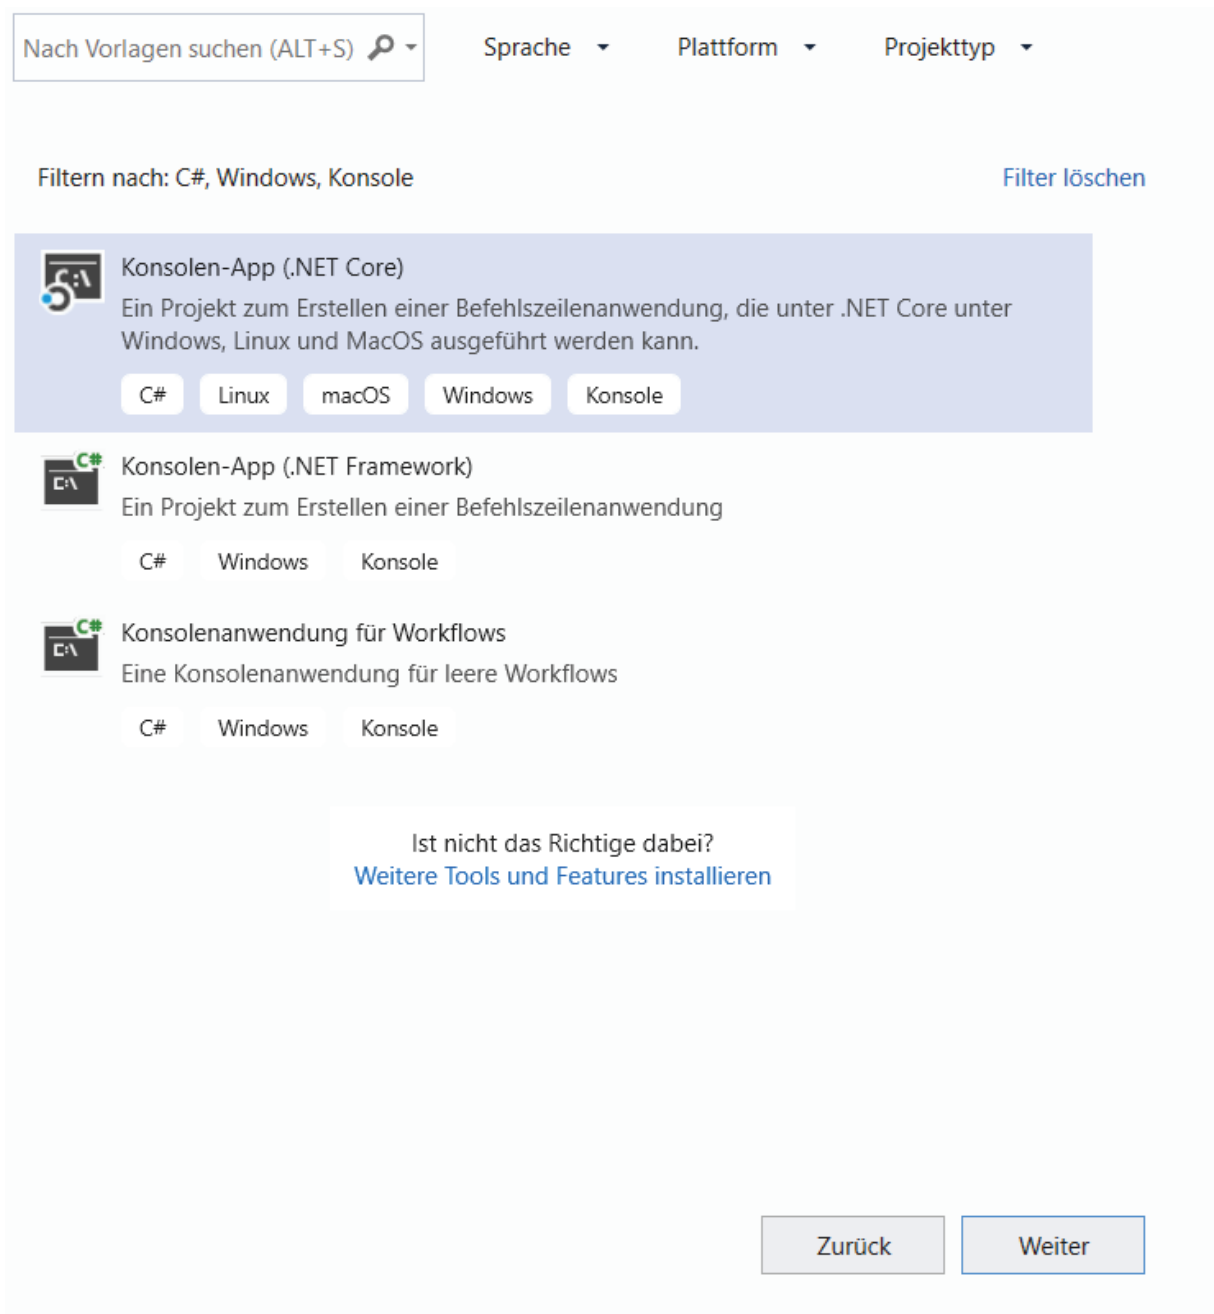 Nach Vorlagen suchen (ALT+S)
Sprache
Plattform
Projekttyp
Filtern nach: C#, Windows, Konsole
Filter löschen
Konsolen-App (.NET Core)
Ein Projekt zum Erstellen einer Befehlszeilenanwendung, die unter .NET Core unter
Windows, Linux und MacOS ausgeführt werden kann.
C# Linux macOS Windows Konsole
Konsolen-App (.NET Framework)
Ein Projekt zum Erstellen einer Befehlszeilenanwendung
C# Windows Konsole
Konsolenanwendung für Workflows
Eine Konsolenanwendung für leere Workflows
C# Windows Konsole
Ist nicht das Richtige dabei?
Weitere Tools und Features installieren
Zurück
Weiter